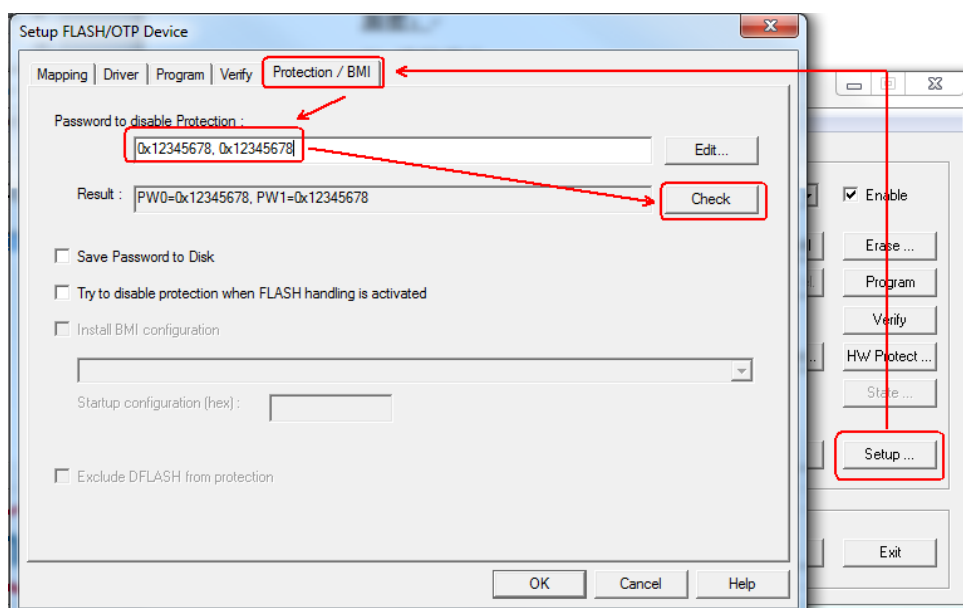 Setup FLASH/OTP Device
Mapping
Driver
Program
Verify
Protection / BMI
Password to disable Protection :
0x12345678, 0x12345678
Edit...
Result :
PW0=0x12345678, PW1=0x12345678
Check
Save Password to Disk
Try to disable protection when FLASH handling is activated
Install BMI configuration
Startup configuration (hex) :
Exclude DFLASH from protection
OK
Cancel
Help
Enable
Erase ...
Program
Verify
HW Protect ...
State ...
Setup ...
Exit